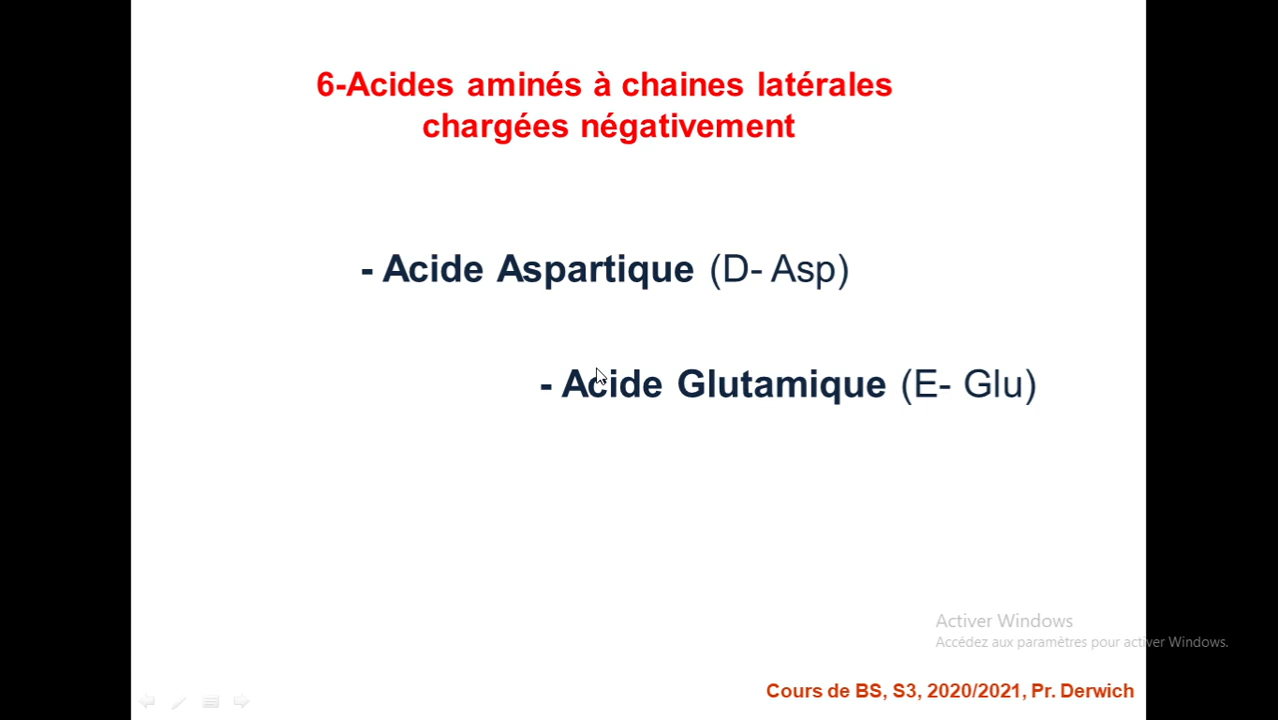 6-Acides aminés à chaines latérales
chargées négativement
- Acide Aspartique (D- Asp)
- Acide Glutamique (E- Glu)
Activer Windows
Accédez aux paramètres pour activer Windows.
Cours de BS, S3, 2020/2021, Pr. Derwich